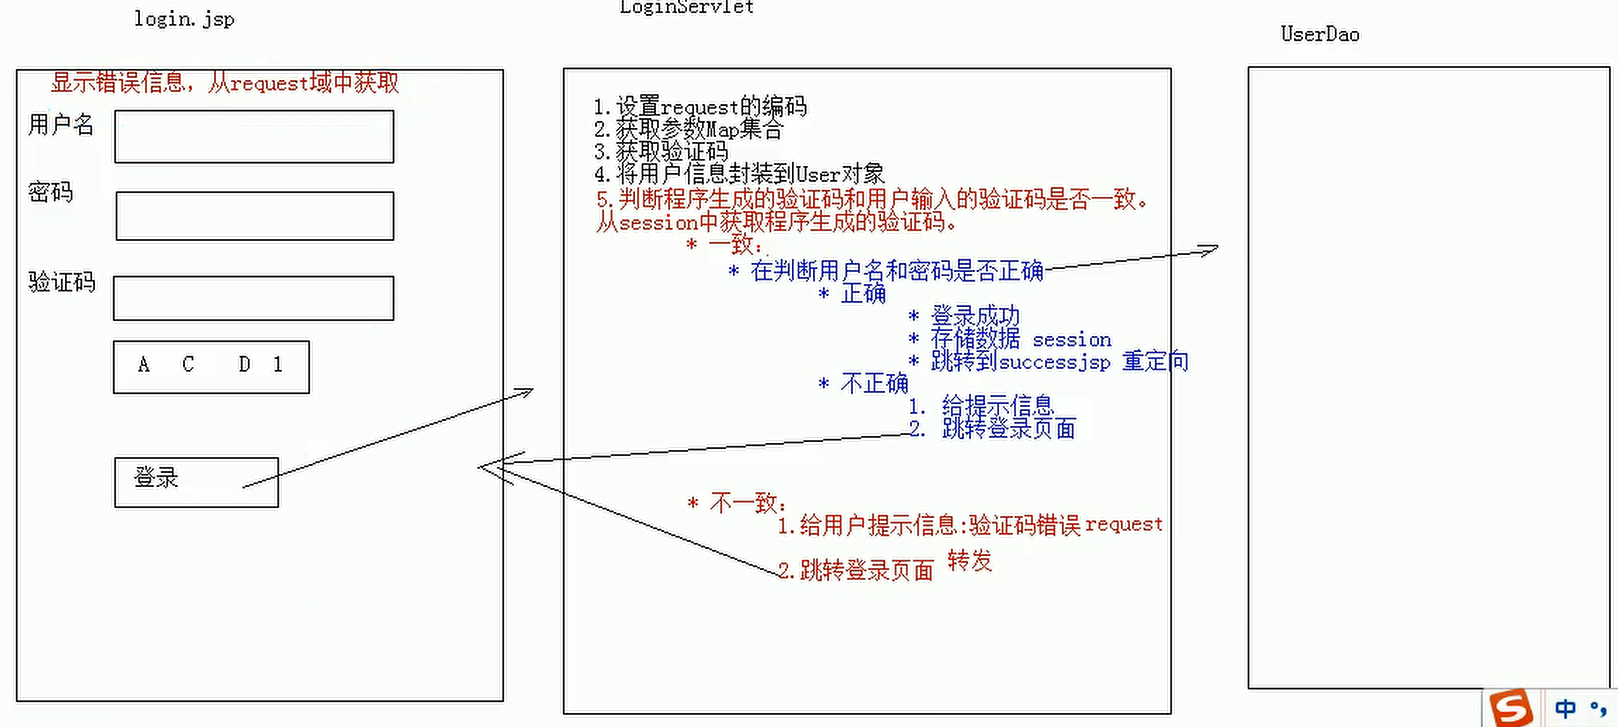 login.jsp
LoginServlet
UserDao
显示错误信息，从request域中获取
用户名
密码
验证码
A C D 1
登录
1.设置request的编码
2.获取参数Map集合
3.获取验证码
4.将用户信息封装到User对象
5.判断程序生成的验证码和用户输入的验证码是否一致。
从session中获取程序生成的验证码。
* 一致：
* 在判断用户名和密码是否正确
* 正确
* 登录成功
* 存储数据 session
* 跳转到successjsp 重定向
* 不正确
1. 给提示信息
2. 跳转登录页面
* 不一致：
1.给用户提示信息:验证码错误request
2.跳转登录页面 转发
S 中 °，